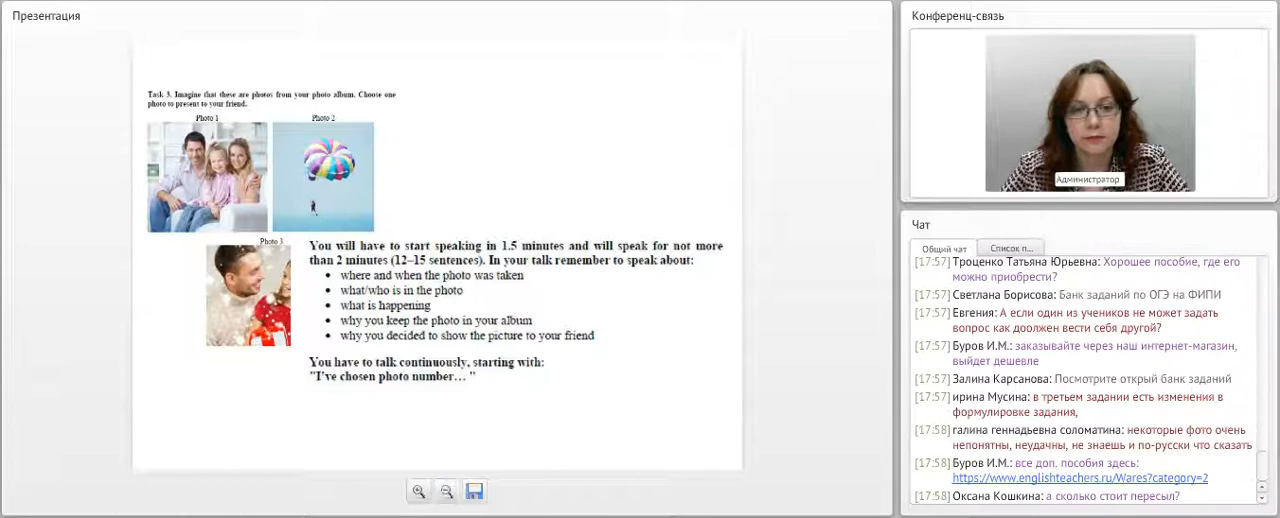 Презентация
Task 3. Imagine that these are photos from your photo album. Choose one
photo to present to your friend.
Photo 1
Photo 2
Photo 3
You will have to start speaking in 1.5 minutes and will speak for not more
than 2 minutes (12–15 sentences). In your talk remember to speak about:
• where and when the photo was taken
• what/who is in the photo
• what is happening
• why you keep the photo in your album
• why you decided to show the picture to your friend
You have to talk continuously, starting with:
"I've chosen photo number… "
Конференц-связь
Администратор
Чат
Общий чат
Список п...
[17:57] Троценко Татьяна Юрьевна: Хорошее пособие, где его
можно приобрести?
[17:57] Светлана Борисова: Банк заданий по ОГЭ на ФИПИ
[17:57] Евгения: А если один из учеников не может задать
вопрос как доолжен вести себя другой?
[17:57] Буров И.М.: заказывайте через наш интернет-магазин,
выйдет дешевле
[17:57] Залина Карсанова: Посмотрите открый банк заданий
[17:57] ирина Мусина: в третьем задании есть изменения в
формулировке задания,
[17:58] галина геннадьевна соломатина: некоторые фото очень
непонятны, неудачны, не знаешь и по-русски что сказать
[17:58] Буров И.М.: все доп. пособия здесь:
https://www.englishteachers.ru/Wares?category=2
[17:58] Оксана Кошкина: а сколько стоит пересыл?